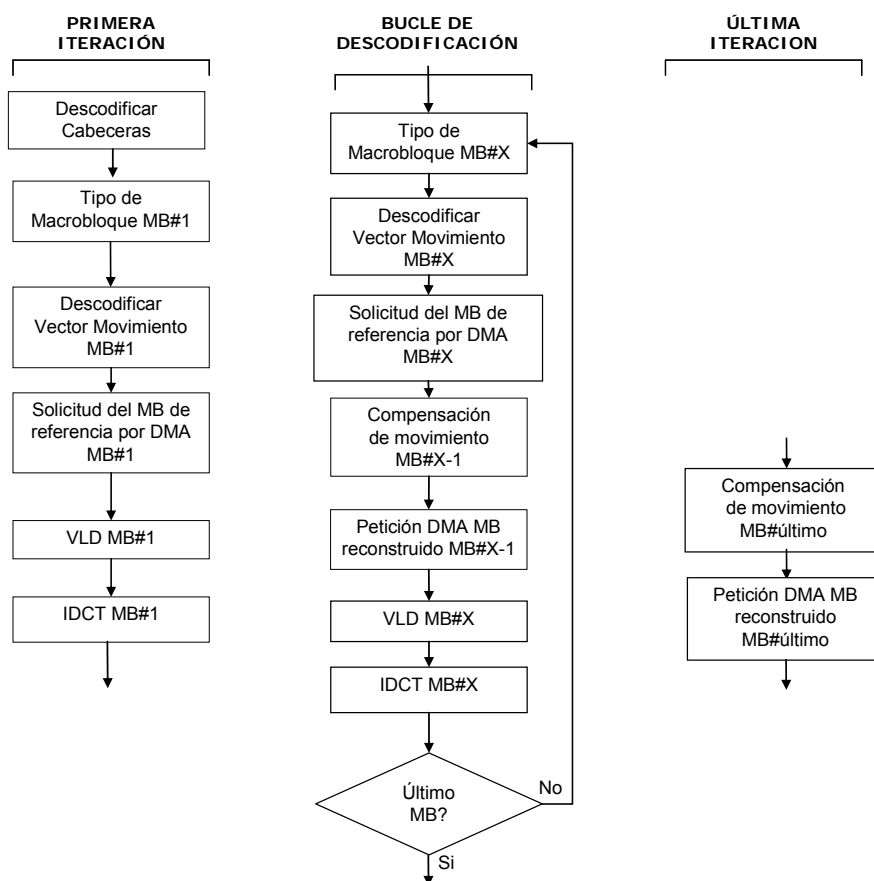 PRIMERA
ITERACIÓN
Descodificar
Cabeceras
Tipo de
Macrobloque MB#1
Descodificar
Vector Movimiento
MB#1
Solicitud del MB de
referencia por DMA
MB#1
VLD MB#1
IDCT MB#1
BUCLE DE
DESCODIFICACIÓN
Tipo de
Macrobloque MB#X
Descodificar
Vector Movimiento
MB#X
Solicitud del MB de
referencia por DMA
MB#X
Compensación
de movimiento
MB#X-1
Petición DMA MB
reconstruido MB#X-1
VLD MB#X
IDCT MB#X
Último
MB?
No
Si
ÚLTIMA
ITERACION
Compensación
de movimiento
MB#último
Petición DMA MB
reconstruido
MB#último